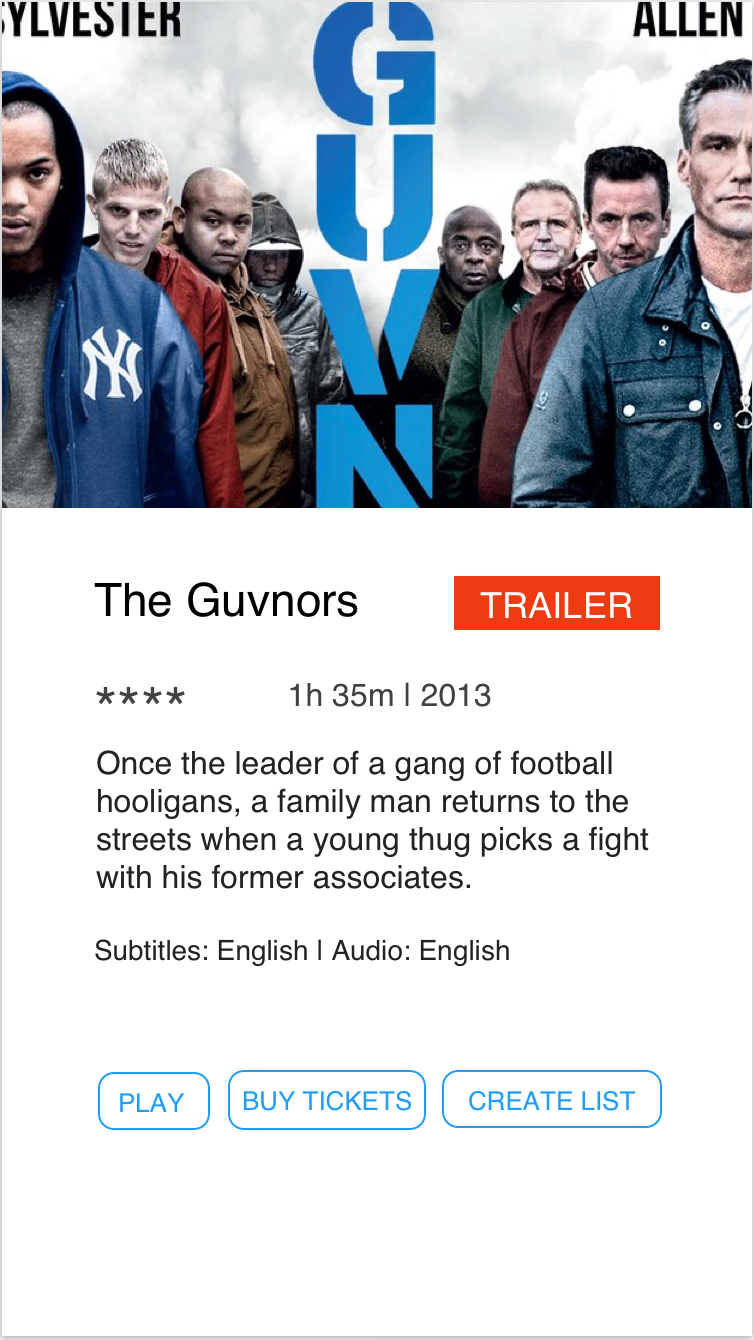 SYLVESTER ALLEN
G
U
V
N
NY
The Guvnors TRAILER
**** 1h 35m | 2013
Once the leader of a gang of football
hooligans, a family man returns to the
streets when a young thug picks a fight
with his former associates.
Subtitles: English | Audio: English
PLAY BUY TICKETS CREATE LIST